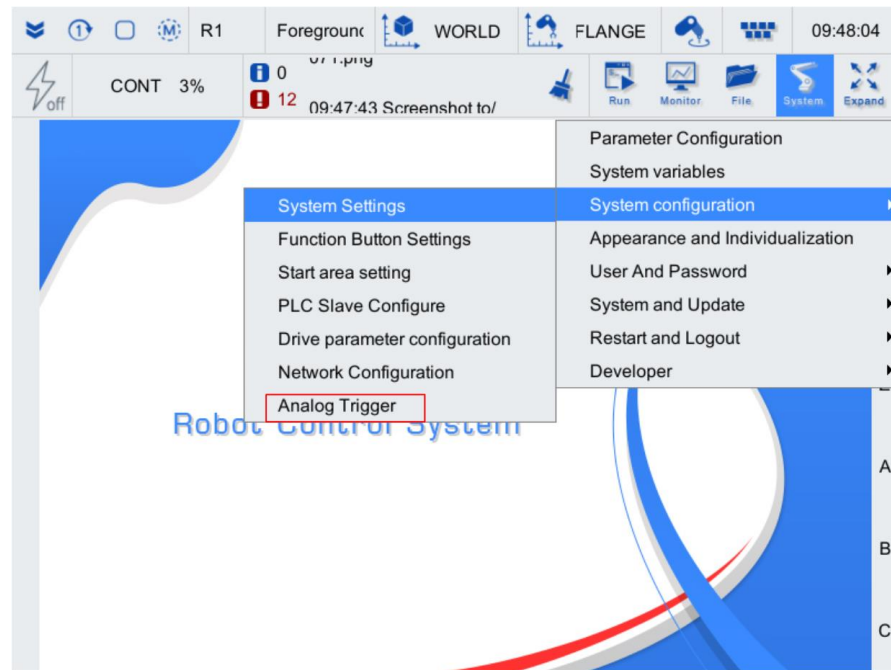 R1
Foreground
WORLD
FLANGE
09:48:04
off
CONT 3%
0
12
09:47:43 Screenshot to/
Run
Monitor
File
System
Expand
Parameter Configuration
System variables
System configuration
Appearance and Individualization
User And Password
System and Update
Restart and Logout
Developer
System Settings
Function Button Settings
Start area setting
PLC Slave Configure
Drive parameter configuration
Network Configuration
Analog Trigger
Robot Control System
A
B
C